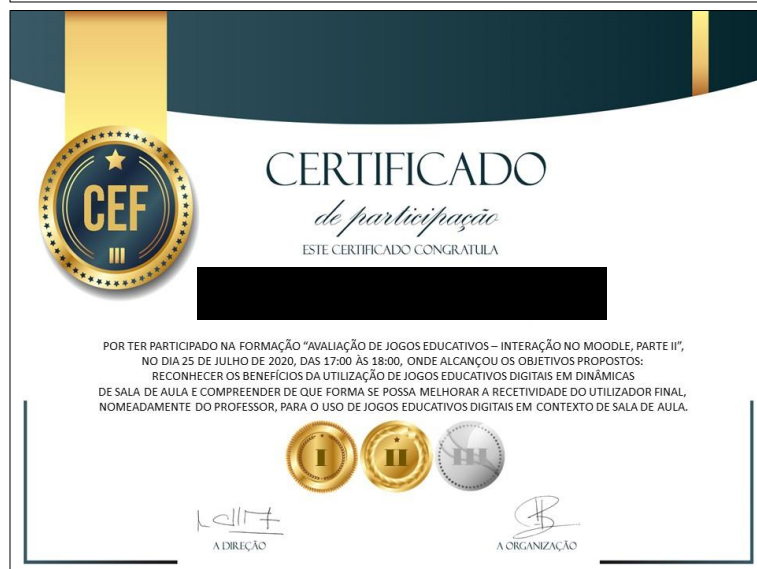 CEF
III
CERTIFICADO
de participação
ESTE CERTIFICADO CONGRATULA
POR TER PARTICIPADO NA FORMAÇÃO “AVALIAÇÃO DE JOGOS EDUCATIVOS – INTERAÇÃO NO MOODLE, PARTE II”,
NO DIA 25 DE JULHO DE 2020, DAS 17:00 ÀS 18:00, ONDE ALCANÇOU OS OBJETIVOS PROPOSTOS:
RECONHECER OS BENEFÍCIOS DA UTILIZAÇÃO DE JOGOS EDUCATIVOS DIGITAIS EM DINÂMICAS
DE SALA DE AULA E COMPREENDER DE QUE FORMA SE POSSA MELHORAR A RECETIVIDADE DO UTILIZADOR FINAL,
NOMEADAMENTE DO PROFESSOR, PARA O USO DE JOGOS EDUCATIVOS DIGITAIS EM CONTEXTO DE SALA DE AULA.
I II III
A DIREÇÃO
A ORGANIZAÇÃO